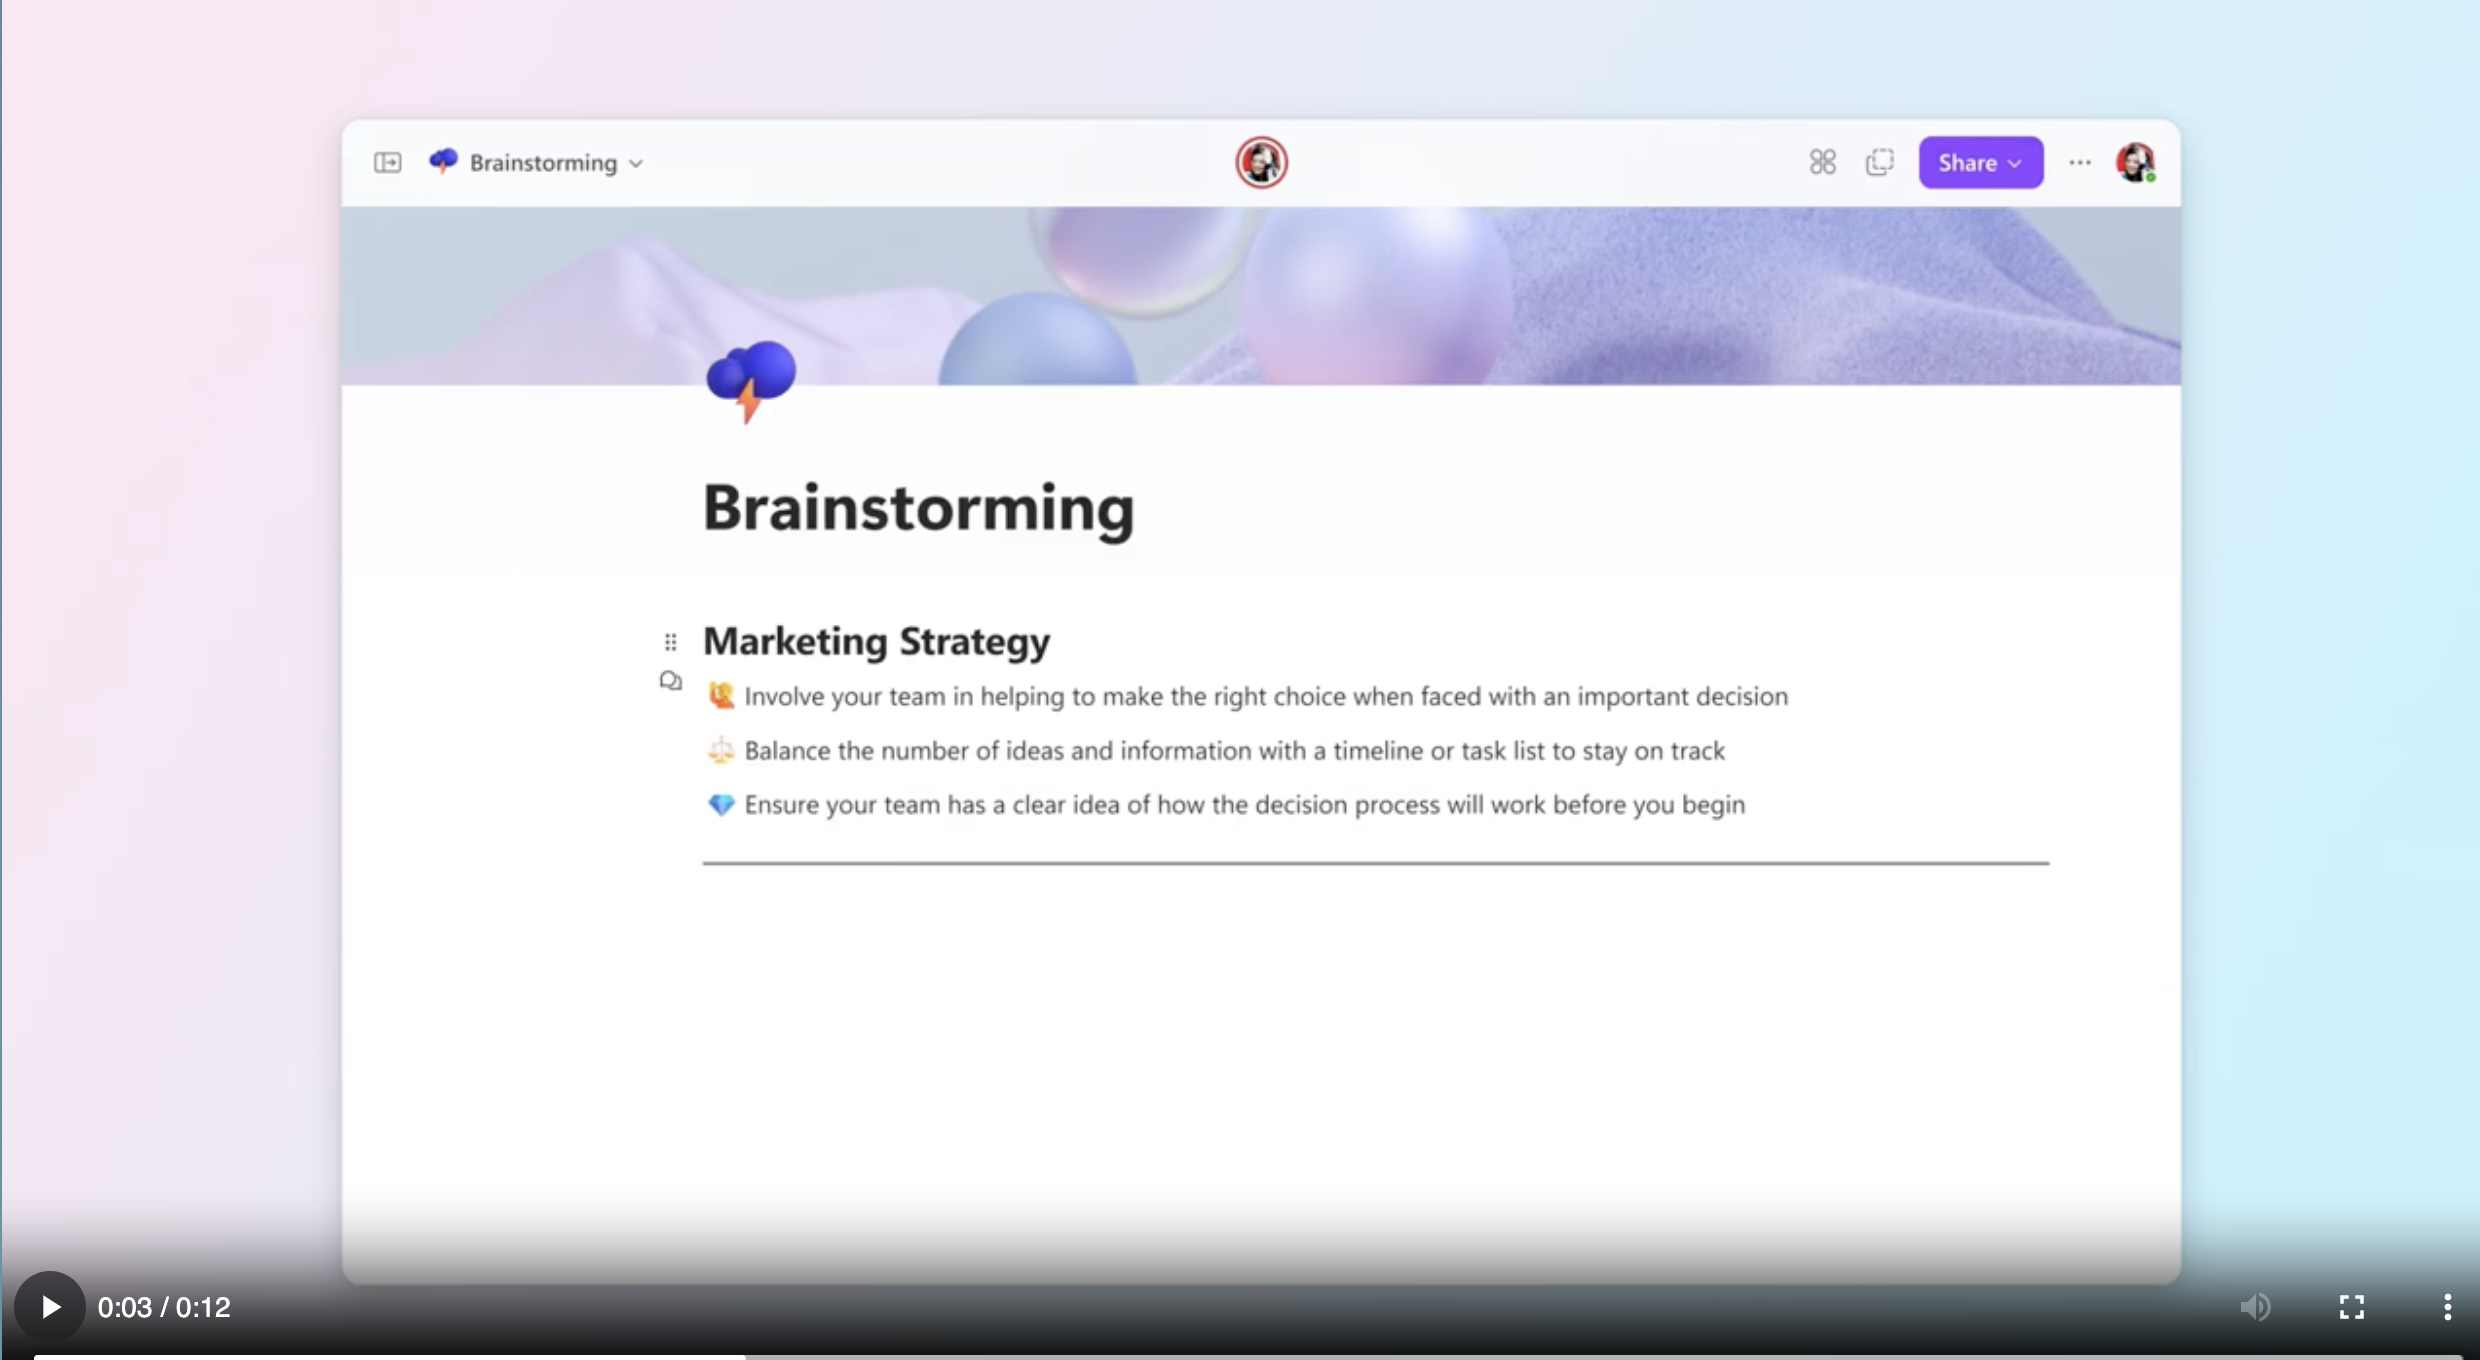 Brainstorming
Share
Brainstorming
Marketing Strategy
Involve your team in helping to make the right choice when faced with an important decision
Balance the number of ideas and information with a timeline or task list to stay on track
Ensure your team has a clear idea of how the decision process will work before you begin
0:03 / 0:12